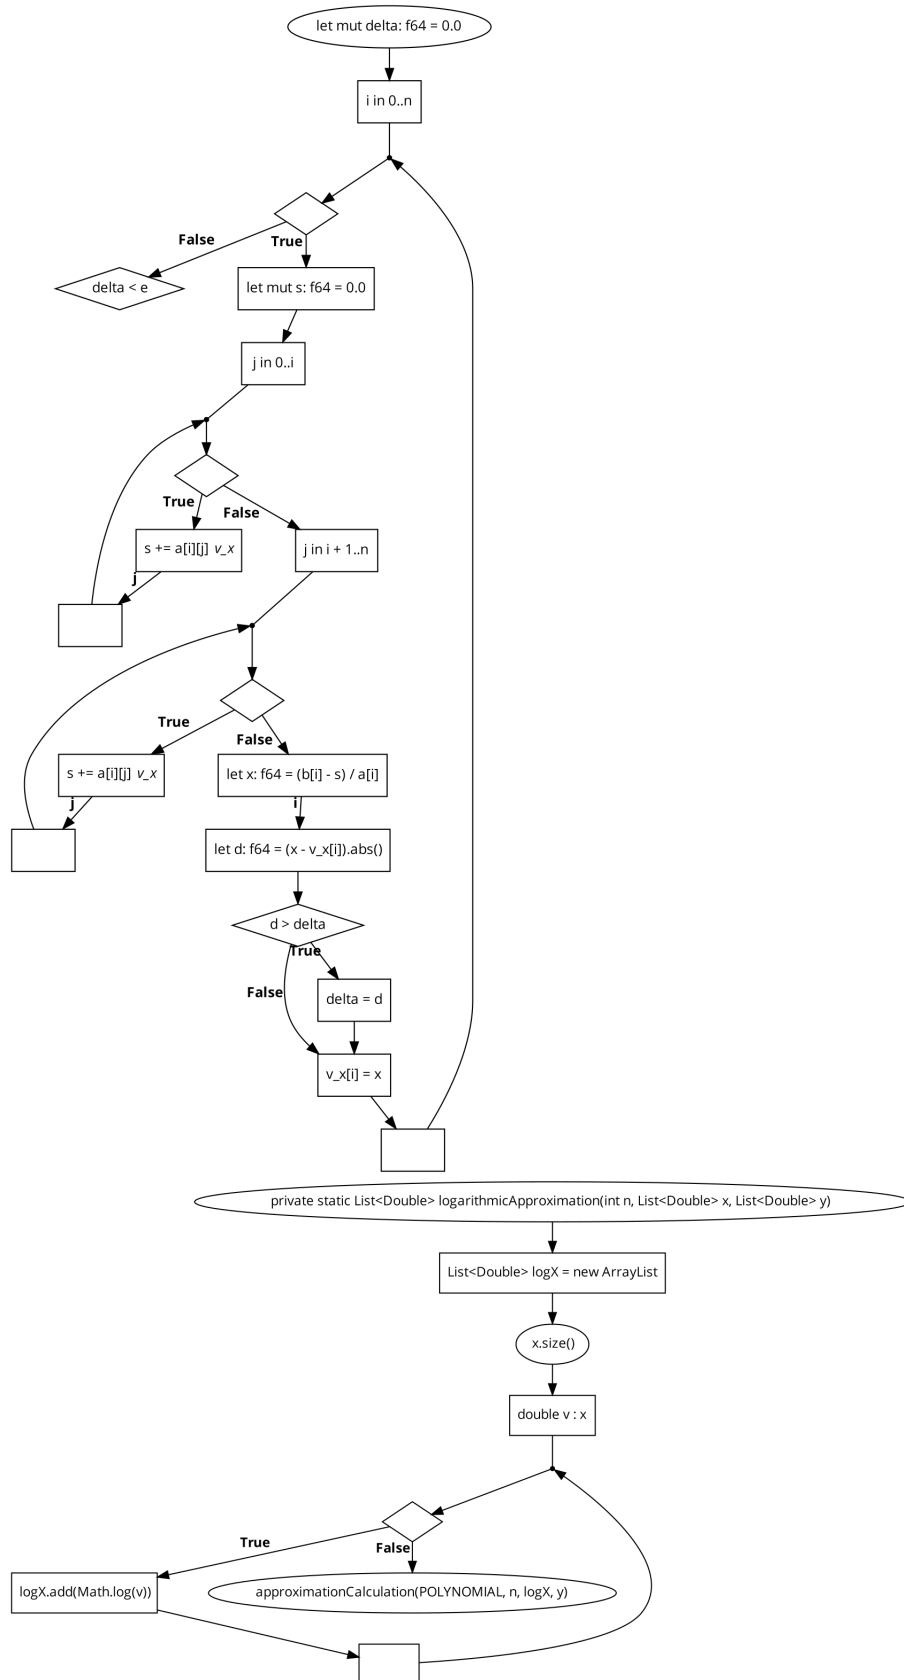 let mut delta: f64 = 0.0
i in 0..n
False
True
delta < e
let mut s: f64 = 0.0
j in 0..i
True
False
s += a[i][j] v_x
j in i + 1..n
j
True
False
s += a[i][j] v_x
let x: f64 = (b[i] - s) / a[i]
j
i
let d: f64 = (x - v_x[i]).abs()
d > delta
True
False
delta = d
v_x[i] = x
private static List<Double> logarithmicApproximation(int n, List<Double> x, List<Double> y)
List<Double> logX = new ArrayList
x.size()
double v : x
True
False
logX.add(Math.log(v))
approximationCalculation(POLYNOMIAL, n, logX, y)